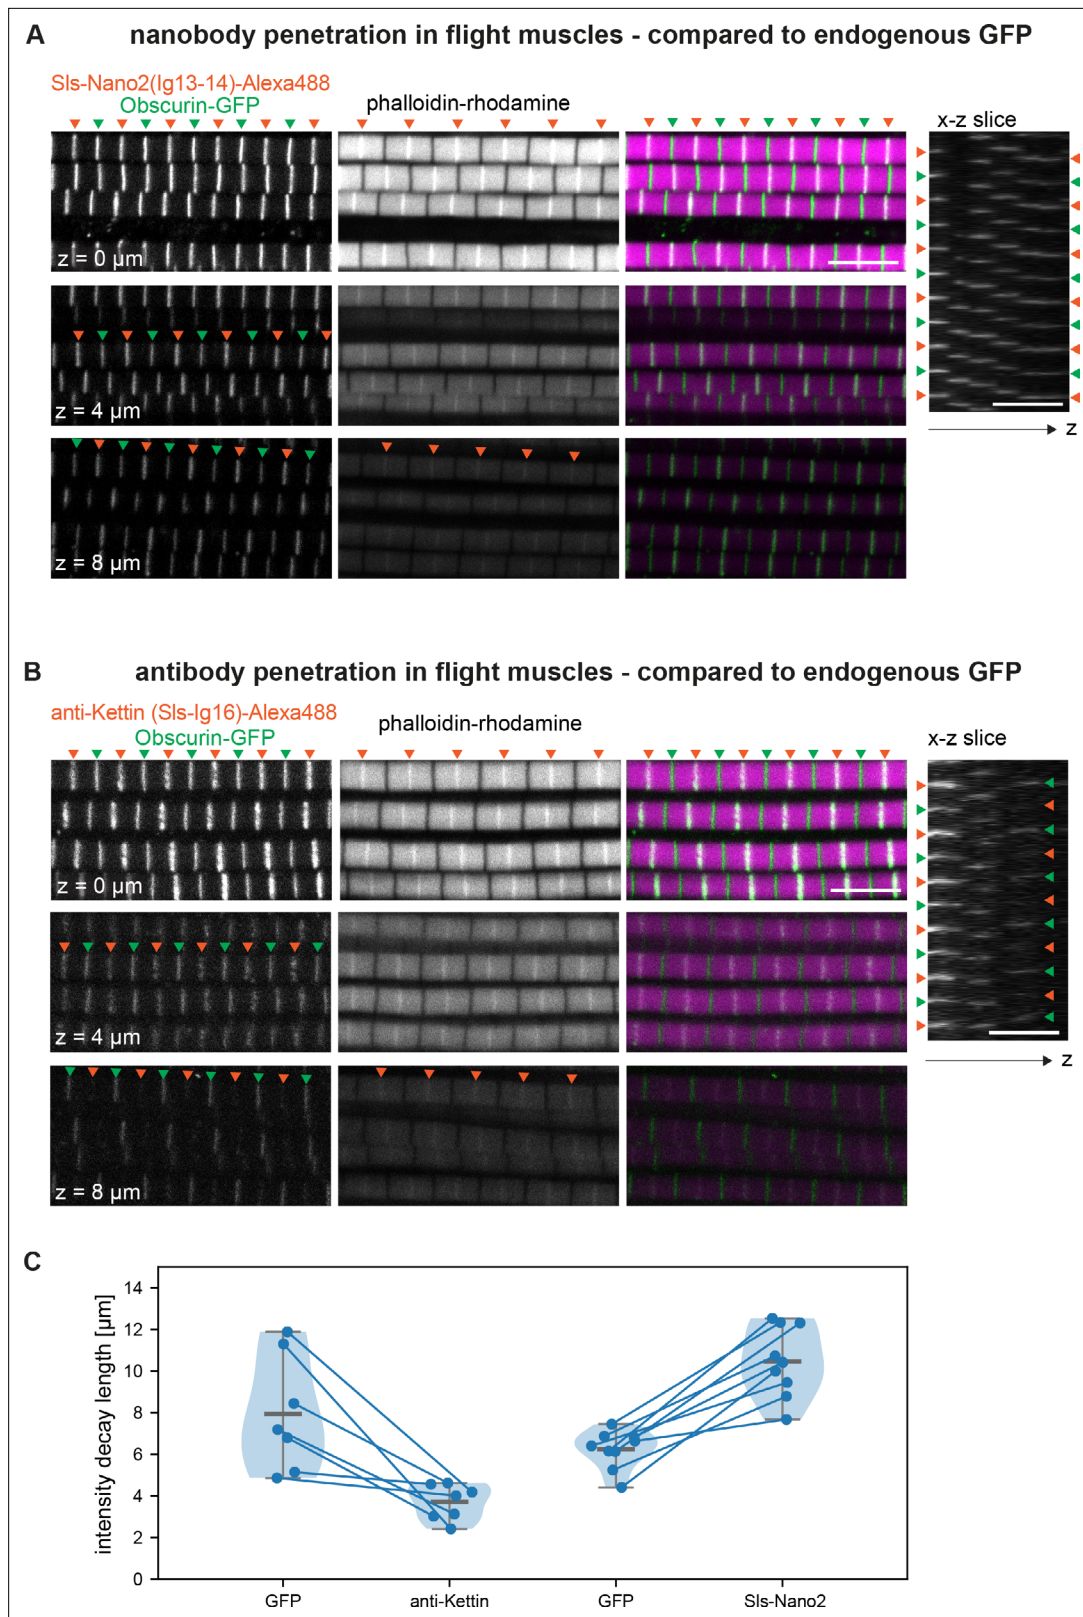 A nanobody penetration in flight muscles - compared to endogenous GFP
Sls-Nano2(Ig13-14)-Alexa488
Obscurin-GFP
phalloidin-rhodamine
x-z slice
z = 0 µm
z = 4 µm
z
z = 8 µm
B antibody penetration in flight muscles - compared to endogenous GFP
anti-Kettin (Sls-Ig16)-Alexa488
Obscurin-GFP
phalloidin-rhodamine
x-z slice
z = 0 µm
z = 4 µm
z
z = 8 µm
C
intensity decay length [µm]
14
12
10
8
6
4
2
0
GFP anti-Kettin GFP Sls-Nano2